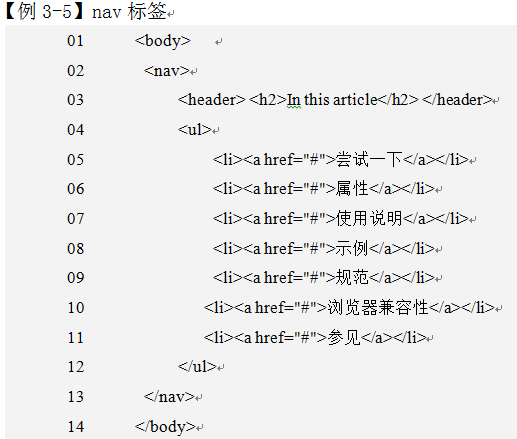 【例 3-5】nav 标签
01 <body>
02 <nav>
03 <header> <h2>In this article</h2> </header>
04 <ul>
05 <li><a href="#">尝试一下</a></li>
06 <li><a href="#">属性</a></li>
07 <li><a href="#">使用说明</a></li>
08 <li><a href="#">示例</a></li>
09 <li><a href="#">规范</a></li>
10 <li><a href="#">浏览器兼容性</a></li>
11 <li><a href="#">参见</a></li>
12 </ul>
13 </nav>
14 </body>